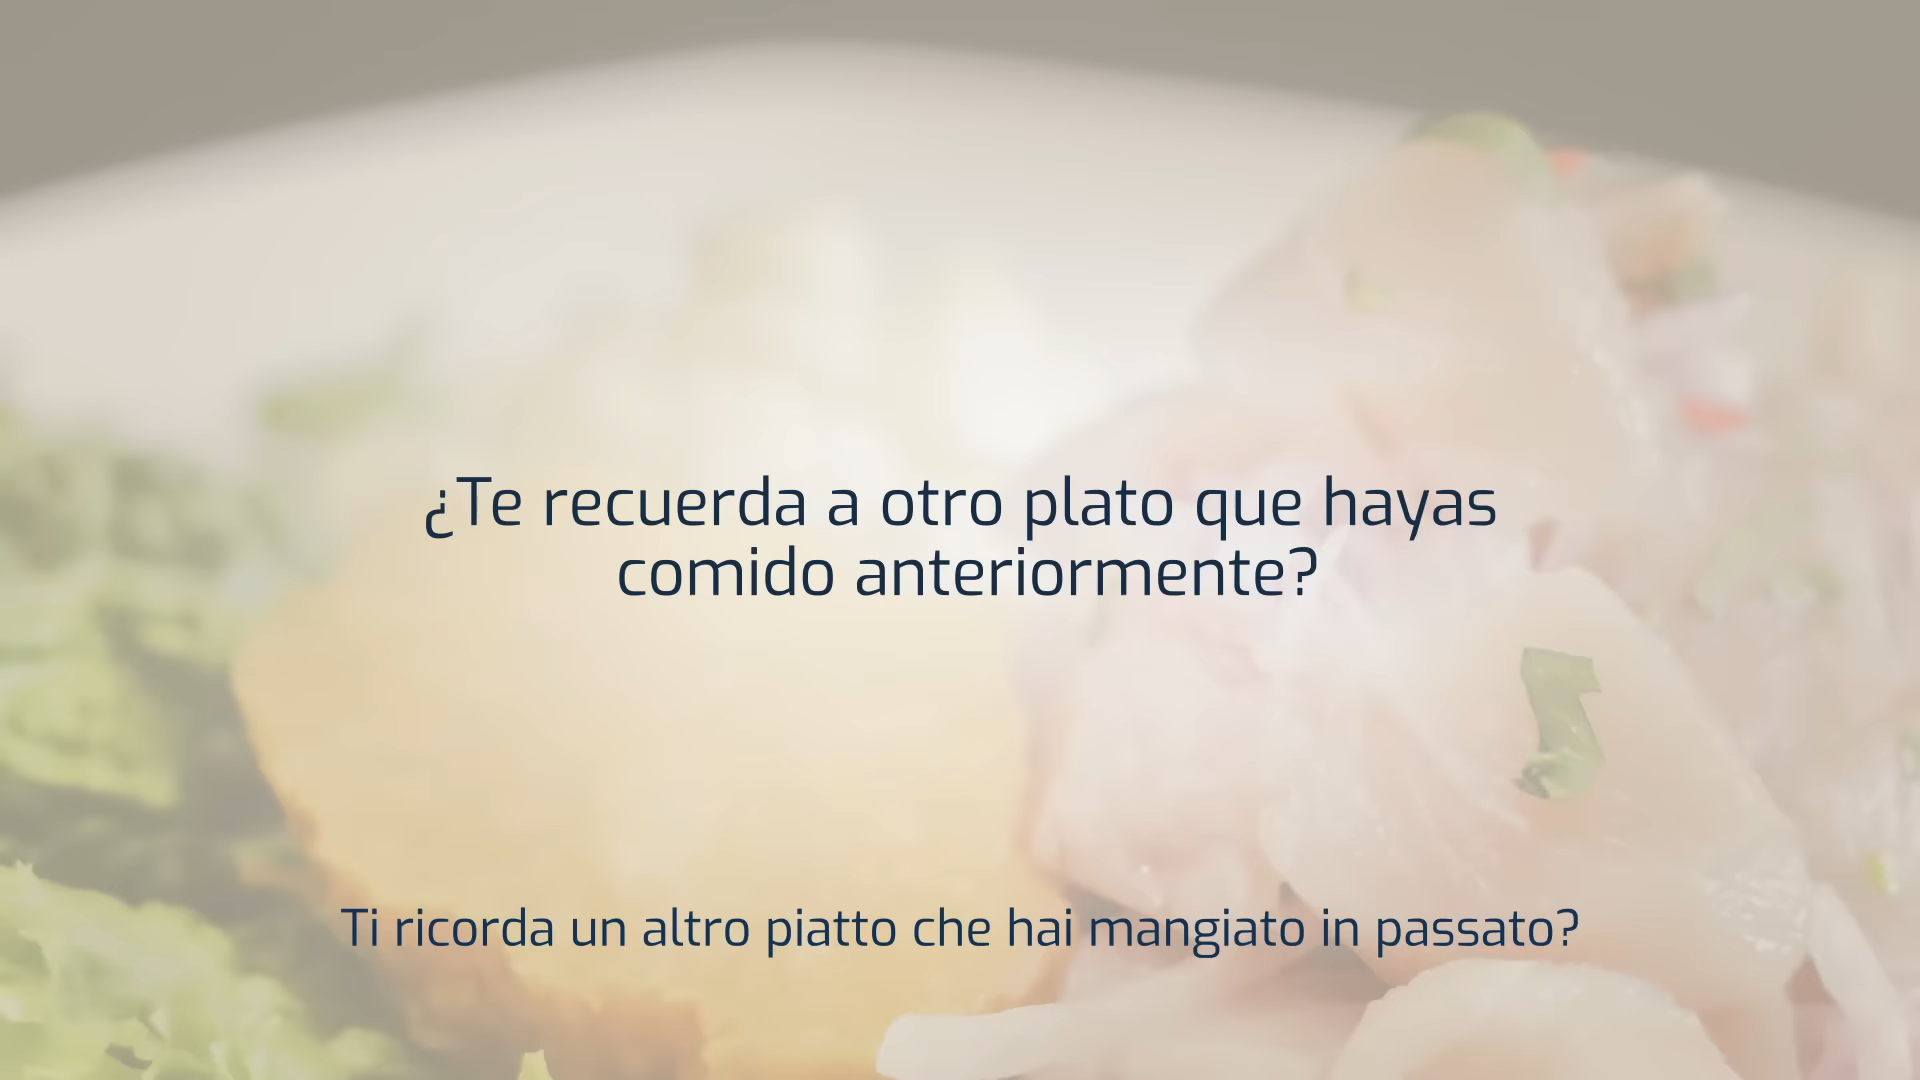 ¿Te recuerda a otro plato que hayas
comido anteriormente?
Ti ricorda un altro piatto che hai mangiato in passato?